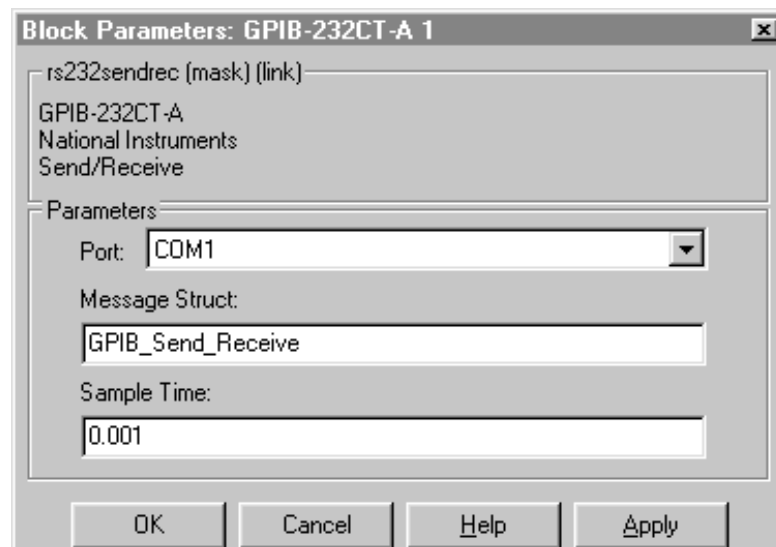 Block Parameters: GPIB-232CT-A 1
rs232sendrec (mask) (link)
GPIB-232CT-A
National Instruments
Send/Receive
Parameters
Port: COM1
Message Struct:
GPIB_Send_Receive
Sample Time:
0.001
OK Cancel Help Apply